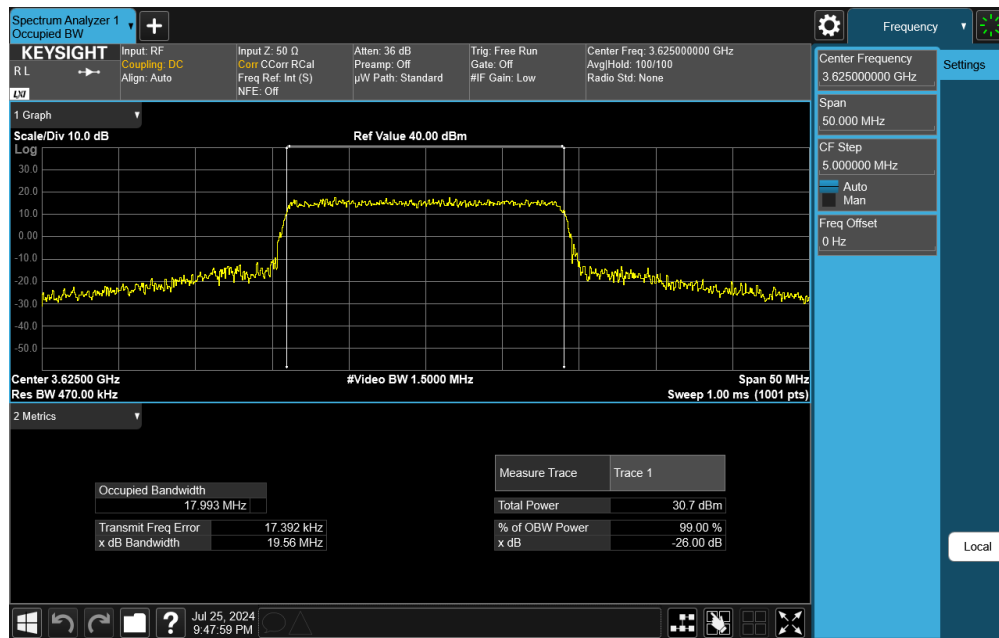 Spectrum Analyzer 1
Occupied BW
+
Frequency
KEYSIGHT
RL
LXI
Input: RF
Coupling: DC
Align: Auto
Input Z: 50 Ω
Corr CCorr RCal
Freq Ref: Int (S)
NFE: Off
Atten: 36 dB
Preamp: Off
µW Path: Standard
Trig: Free Run
Gate: Off
#IF Gain: Low
Center Freq: 3.625000000 GHz
Avg|Hold: 100/100
Radio Std: None
Center Frequency
3.625000000 GHz
Settings
Span
50.000 MHz
CF Step
5.000000 MHz
Auto
Man
Freq Offset
0 Hz
Local
1 Graph
Scale/Div 10.0 dB
Ref Value 40.00 dBm
Log
30.0
20.0
10.0
0.00
-10.0
-20.0
-30.0
-40.0
-50.0
Center 3.62500 GHz
#Video BW 1.5000 MHz
Span 50 MHz
Res BW 470.00 kHz
Sweep 1.00 ms (1001 pts)
2 Metrics
Measure Trace Trace 1
Occupied Bandwidth
17.993 MHz
Total Power 30.7 dBm
Transmit Freq Error 17.392 kHz
% of OBW Power 99.00 %
x dB Bandwidth 19.56 MHz
x dB -26.00 dB
?
Jul 25, 2024
9:47:59 PM